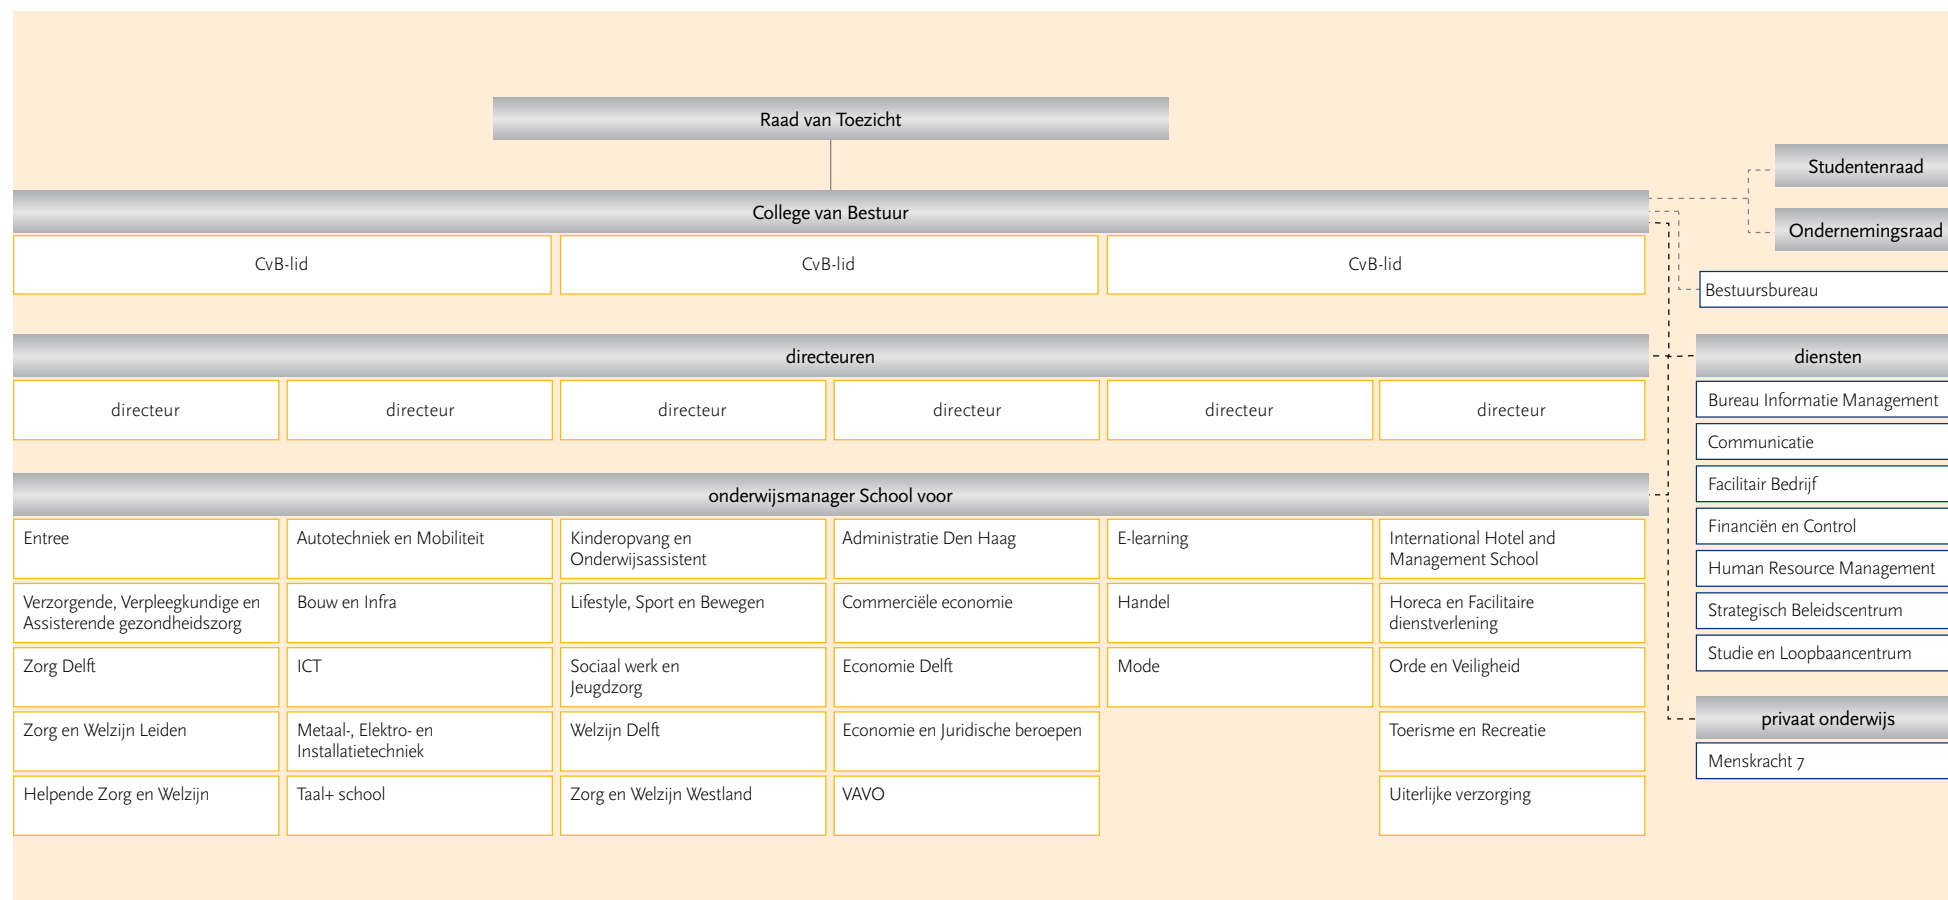 Raad van Toezicht
College van Bestuur
CvB-lid
CvB-lid
CvB-lid
directeuren
directeur
directeur
directeur
directeur
directeur
directeur
onderwijsmanager School voor
Entree
Verzorgende, Verpleegkundige en
Assisterende gezondheidszorg
Zorg Delft
Zorg en Welzijn Leiden
Helpende Zorg en Welzijn
Autotechniek en Mobiliteit
Bouw en Infra
ICT
Metaal-, Elektro- en
Installatietechniek
Taal+ school
Kinderopvang en
Onderwijsassistent
Lifestyle, Sport en Bewegen
Sociaal werk en
Jeugdzorg
Welzijn Delft
Zorg en Welzijn Westland
Administratie Den Haag
Commerciële economie
Economie Delft
Economie en Juridische beroepen
VAVO
E-learning
Handel
Mode
International Hotel and
Management School
Horeca en Facilitaire
dienstverlening
Orde en Veiligheid
Toerisme en Recreatie
Uiterlijke verzorging
Studentenraad
Ondernemingsraad
Bestuursbureau
diensten
Bureau Informatie Management
Communicatie
Facilitair Bedrijf
Financiën en Control
Human Resource Management
Strategisch Beleidscentrum
Studie en Loopbaancentrum
privaat onderwijs
Menskracht 7